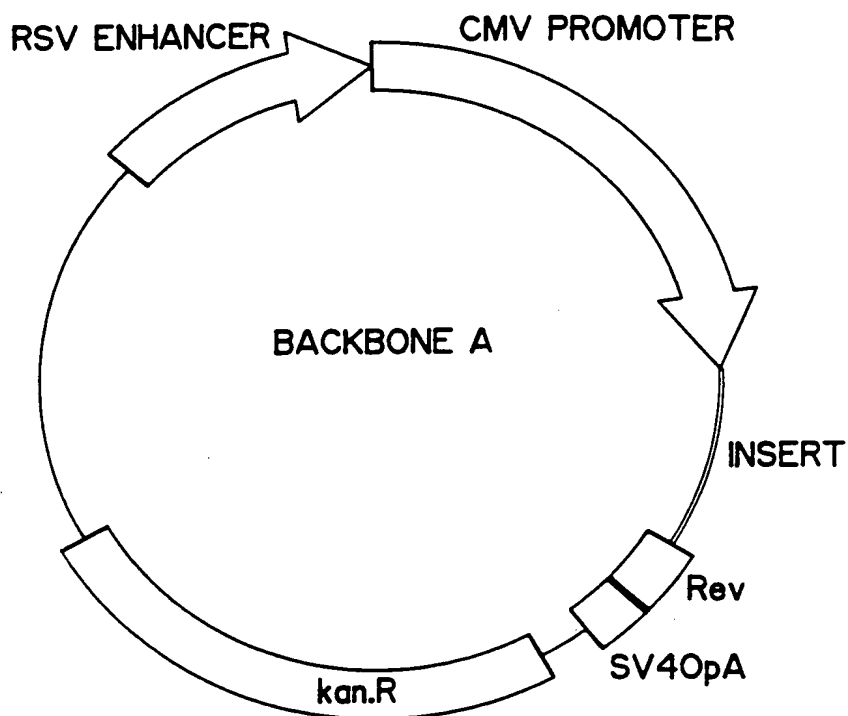 RSV ENHANCER
CMV PROMOTER
BACKBONE A
INSERT
Rev
SV40pA
kan.R